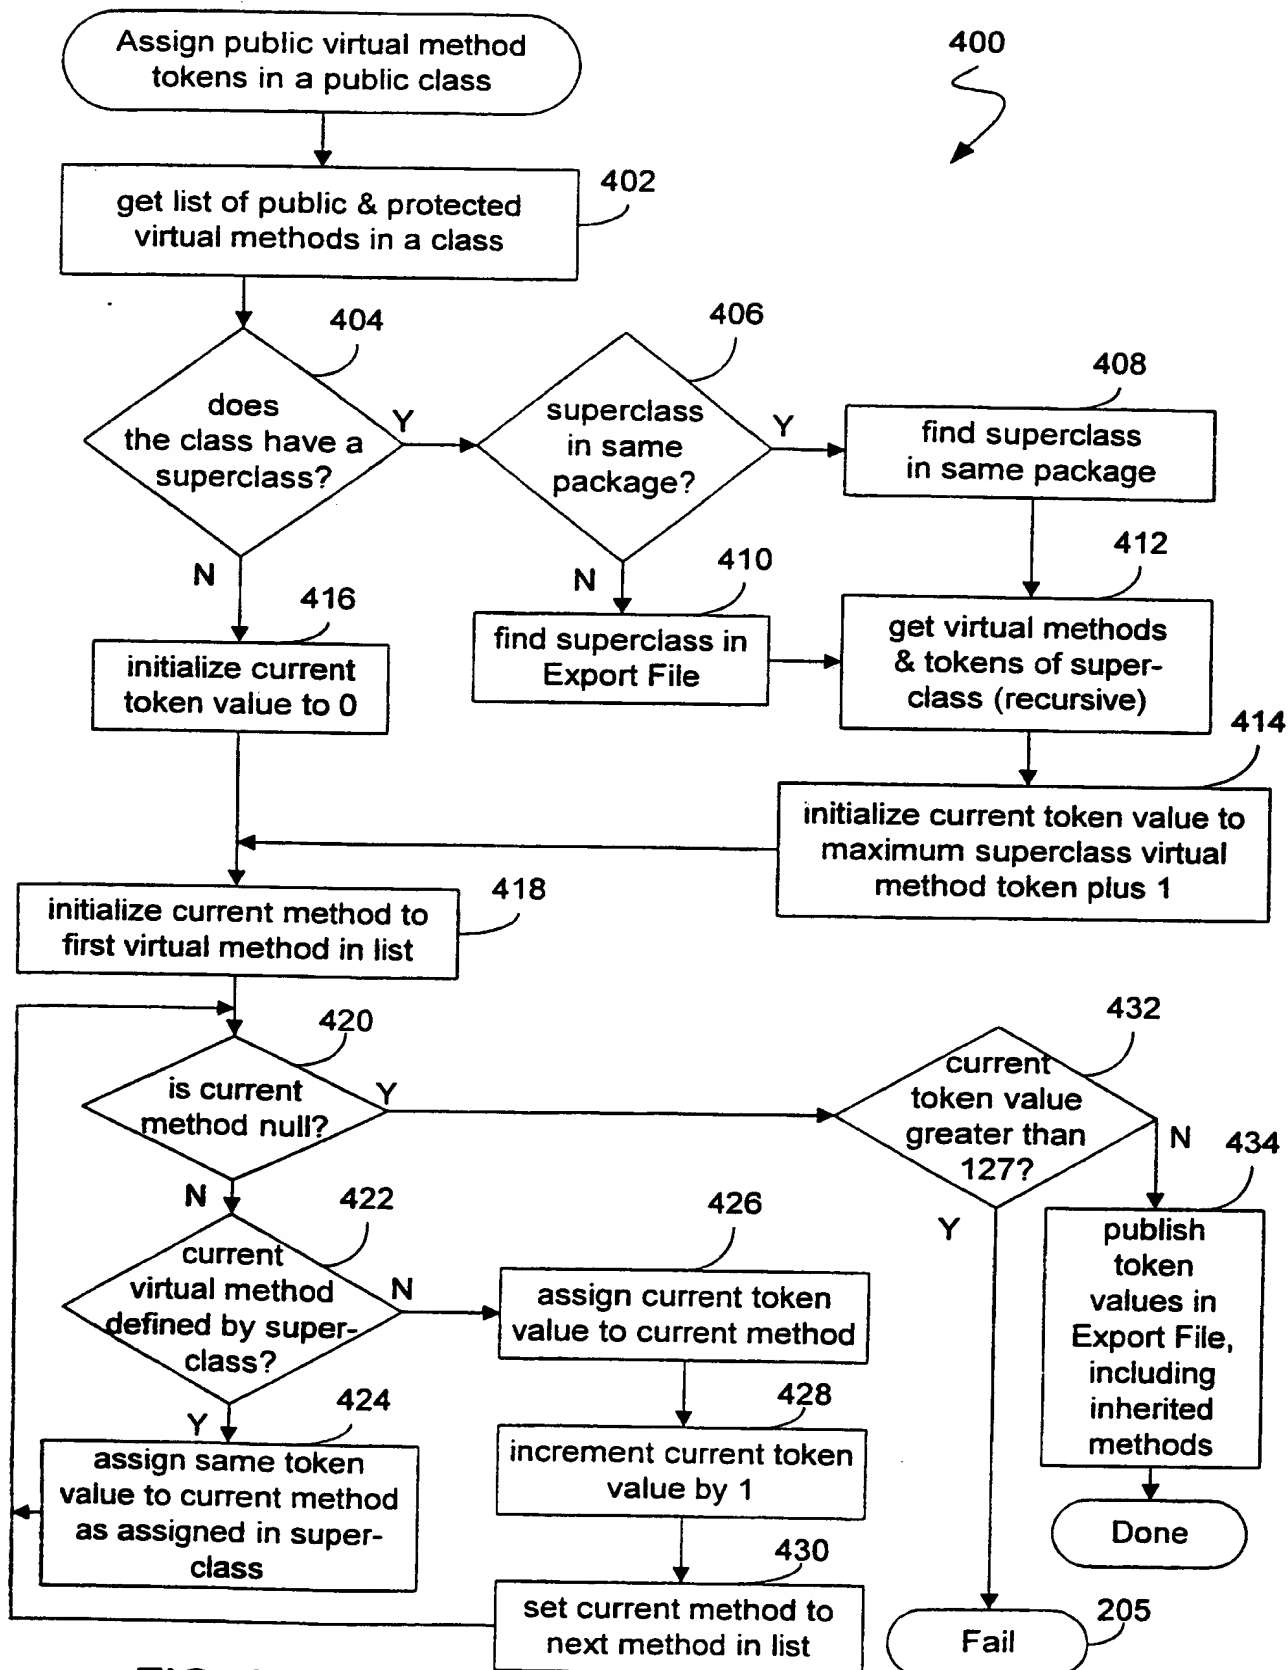 Assign public virtual method
tokens in a public class
400
402
get list of public & protected
virtual methods in a class
404
406
408
does
the class have a
superclass?
Y
superclass
in same
package?
Y
find superclass
in same package
N
416
N
410
412
initialize current
token value to 0
find superclass in
Export File
get virtual methods
& tokens of super-
class (recursive)
414
initialize current token value to
maximum superclass virtual
method token plus 1
418
initialize current method to
first virtual method in list
420
is current
method null?
Y
432
current
token value
greater than
127?
N
434
N
422
current
virtual method
defined by super-
class?
N
426
assign current token
value to current method
Y
publish
token
values in
Export File,
including
inherited
methods
Y
424
assign same token
value to current method
as assigned in super-
class
428
increment current token
value by 1
Done
430
set current method to
next method in list
Fail
205